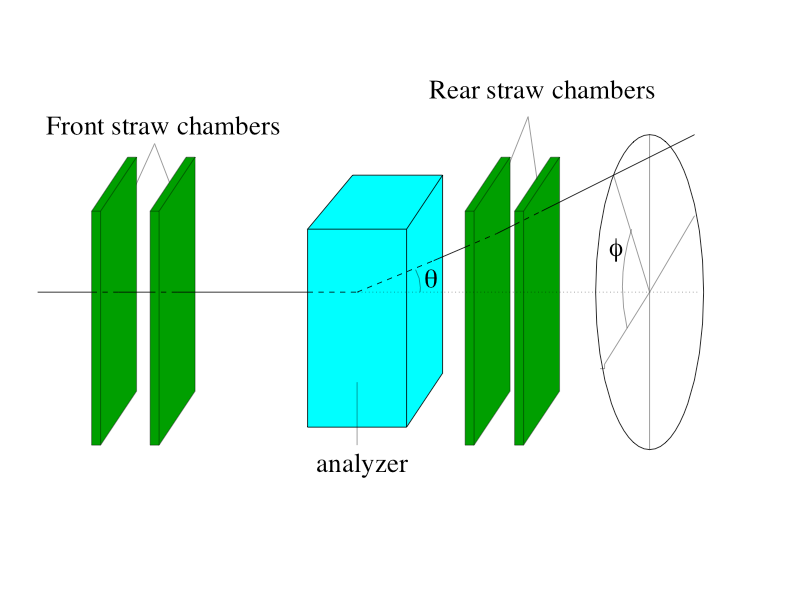 Rear straw chambers
Front straw chambers
ϕ
θ
analyzer